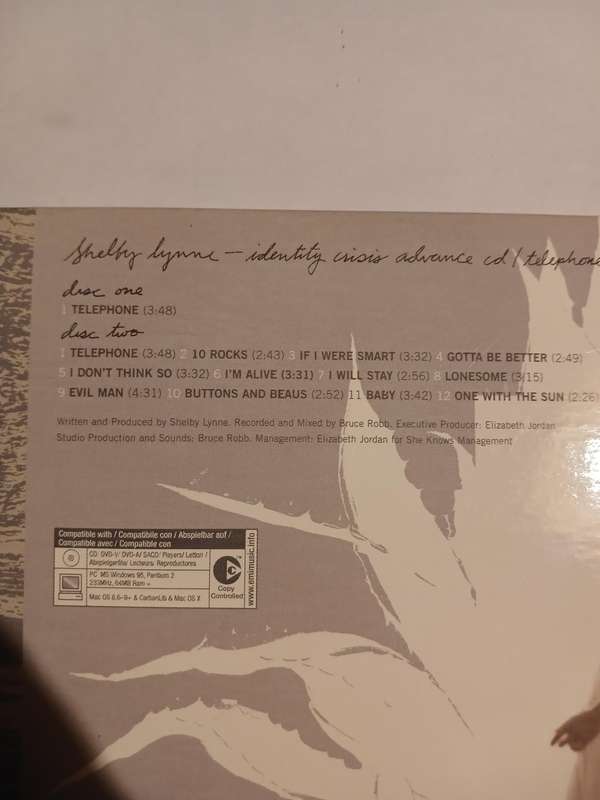 shelby lynne – identity crisis advance cd / telephone
disc one
1 TELEPHONE (3:48)
disc two
1 TELEPHONE (3:48) 2 10 ROCKS (2:43) 3 IF I WERE SMART (3:32) 4 GOTTA BE BETTER (2:49)
5 I DON'T THINK SO (3:32) 6 I'M ALIVE (3:31) 7 I WILL STAY (2:56) 8 LONESOME (3:15)
9 EVIL MAN (4:31) 10 BUTTONS AND BEAUS (2:52) 11 BABY (3:42) 12 ONE WITH THE SUN (2:26)
Written and Produced by Shelby Lynne. Recorded and Mixed by Bruce Robb. Executive Producer: Elizabeth Jordan
Studio Production and Sounds: Bruce Robb. Management: Elizabeth Jordan for She Knows Management
Compatible with / Compatibile con / Abspielbar auf /
Compatible avec / Compatible con
CD/ DVD-V/ DVD-A/ SACD/ Players/ Lettori /
Abspielgeräte/ Lecteurs/ Reproductores
PC MS Windows 95, Pentium 2
233MHz, 64MB Ram +
Mac OS 8.6-9+ & CarbonLib & Mac OS X
Copy
Controlled
www.emimusic.info